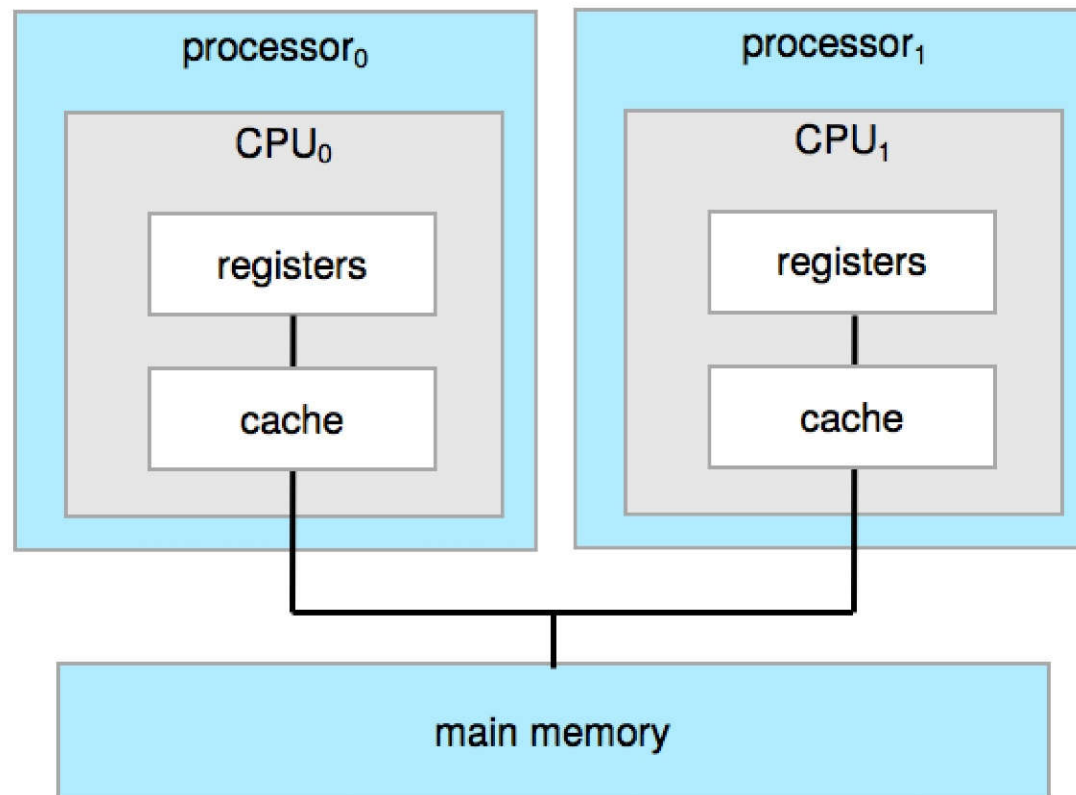 processor₀
CPU₀
registers
cache
processor₁
CPU₁
registers
cache
main memory